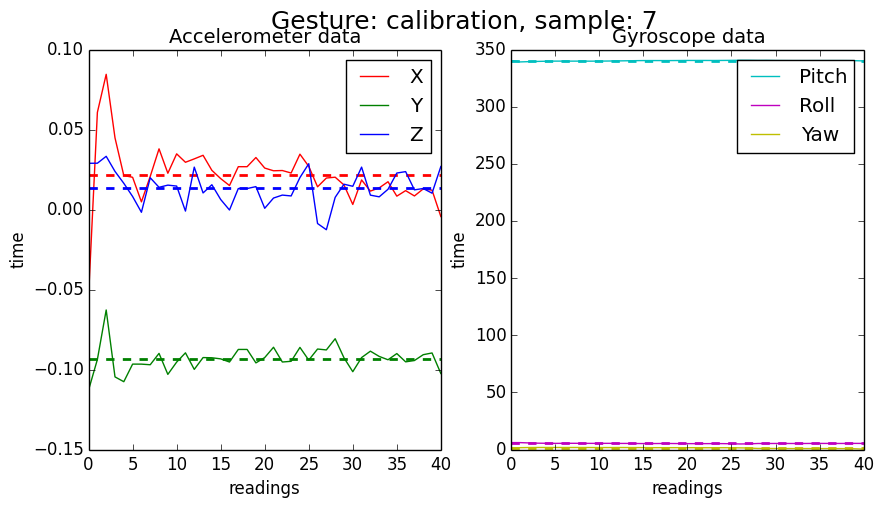 Gesture: calibration, sample: 7
Accelerometer data
0.10
0.05
0.00
−0.05
−0.10
−0.15
time
X
Y
Z
0 5 10 15 20 25 30 35 40
readings
Gyroscope data
350
300
250
200
150
100
50
0
time
Pitch
Roll
Yaw
0 5 10 15 20 25 30 35 40
readings